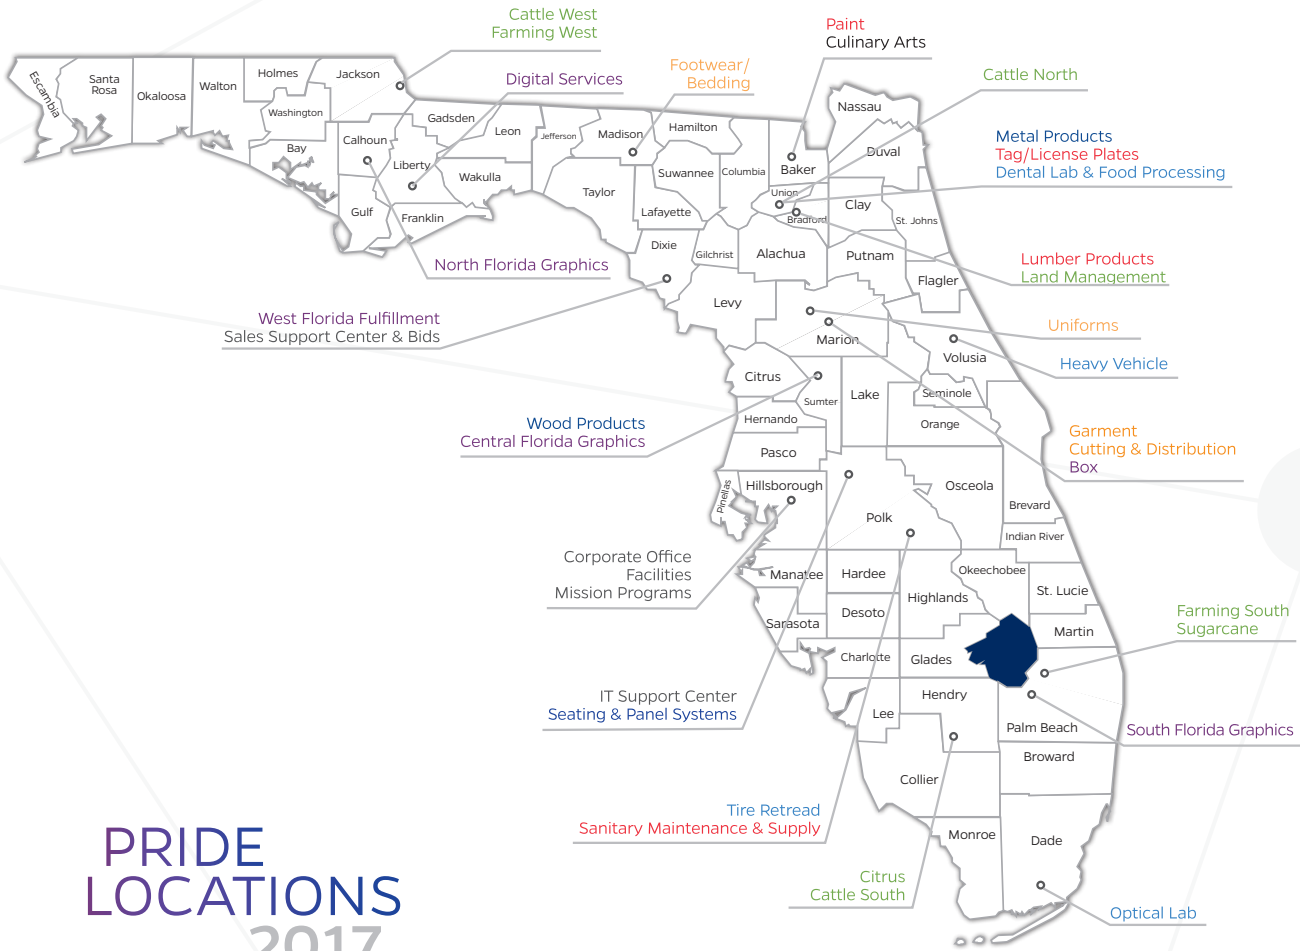 Cattle West
Farming West
Digital Services
Footwear/
Bedding
Paint
Culinary Arts
Cattle North
Metal Products
Tag/License Plates
Dental Lab & Food Processing
Lumber Products
Land Management
Uniforms
Heavy Vehicle
Garment
Cutting & Distribution
Box
Farming South
Sugarcane
South Florida Graphics
Optical Lab
North Florida Graphics
West Florida Fulfillment
Sales Support Center & Bids
Wood Products
Central Florida Graphics
Corporate Office
Facilities
Mission Programs
IT Support Center
Seating & Panel Systems
Tire Retread
Sanitary Maintenance & Supply
Citrus
Cattle South
Escambia
Santa
Rosa
Okaloosa
Walton
Holmes
Washington
Jackson
Bay
Calhoun
Gulf
Liberty
Gadsden
Franklin
Leon
Wakulla
Jefferson
Madison
Taylor
Hamilton
Suwannee
Lafayette
Dixie
Columbia
Gilchrist
Baker
Union
Bradford
Nassau
Duval
Clay
St. Johns
Alachua
Putnam
Flagler
Levy
Marion
Volusia
Citrus
Sumter
Lake
Seminole
Hernando
Orange
Pasco
Pinellas
Hillsborough
Polk
Osceola
Brevard
Indian River
Manatee
Hardee
Highlands
Okeechobee
St. Lucie
Sarasota
Desoto
Martin
Charlotte
Glades
Lee
Hendry
Palm Beach
Collier
Broward
Monroe
Dade
PRIDE
LOCATIONS
2017